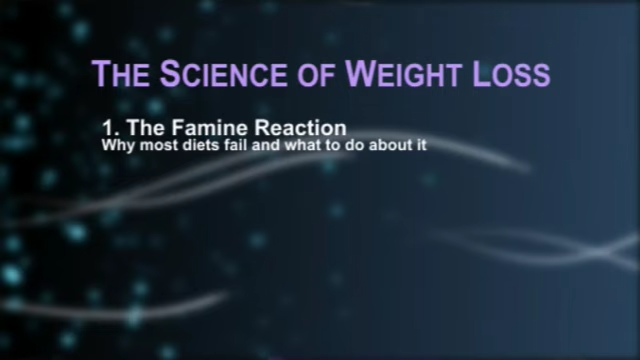 THE SCIENCE OF WEIGHT LOSS
1. The Famine Reaction
Why most diets fail and what to do about it